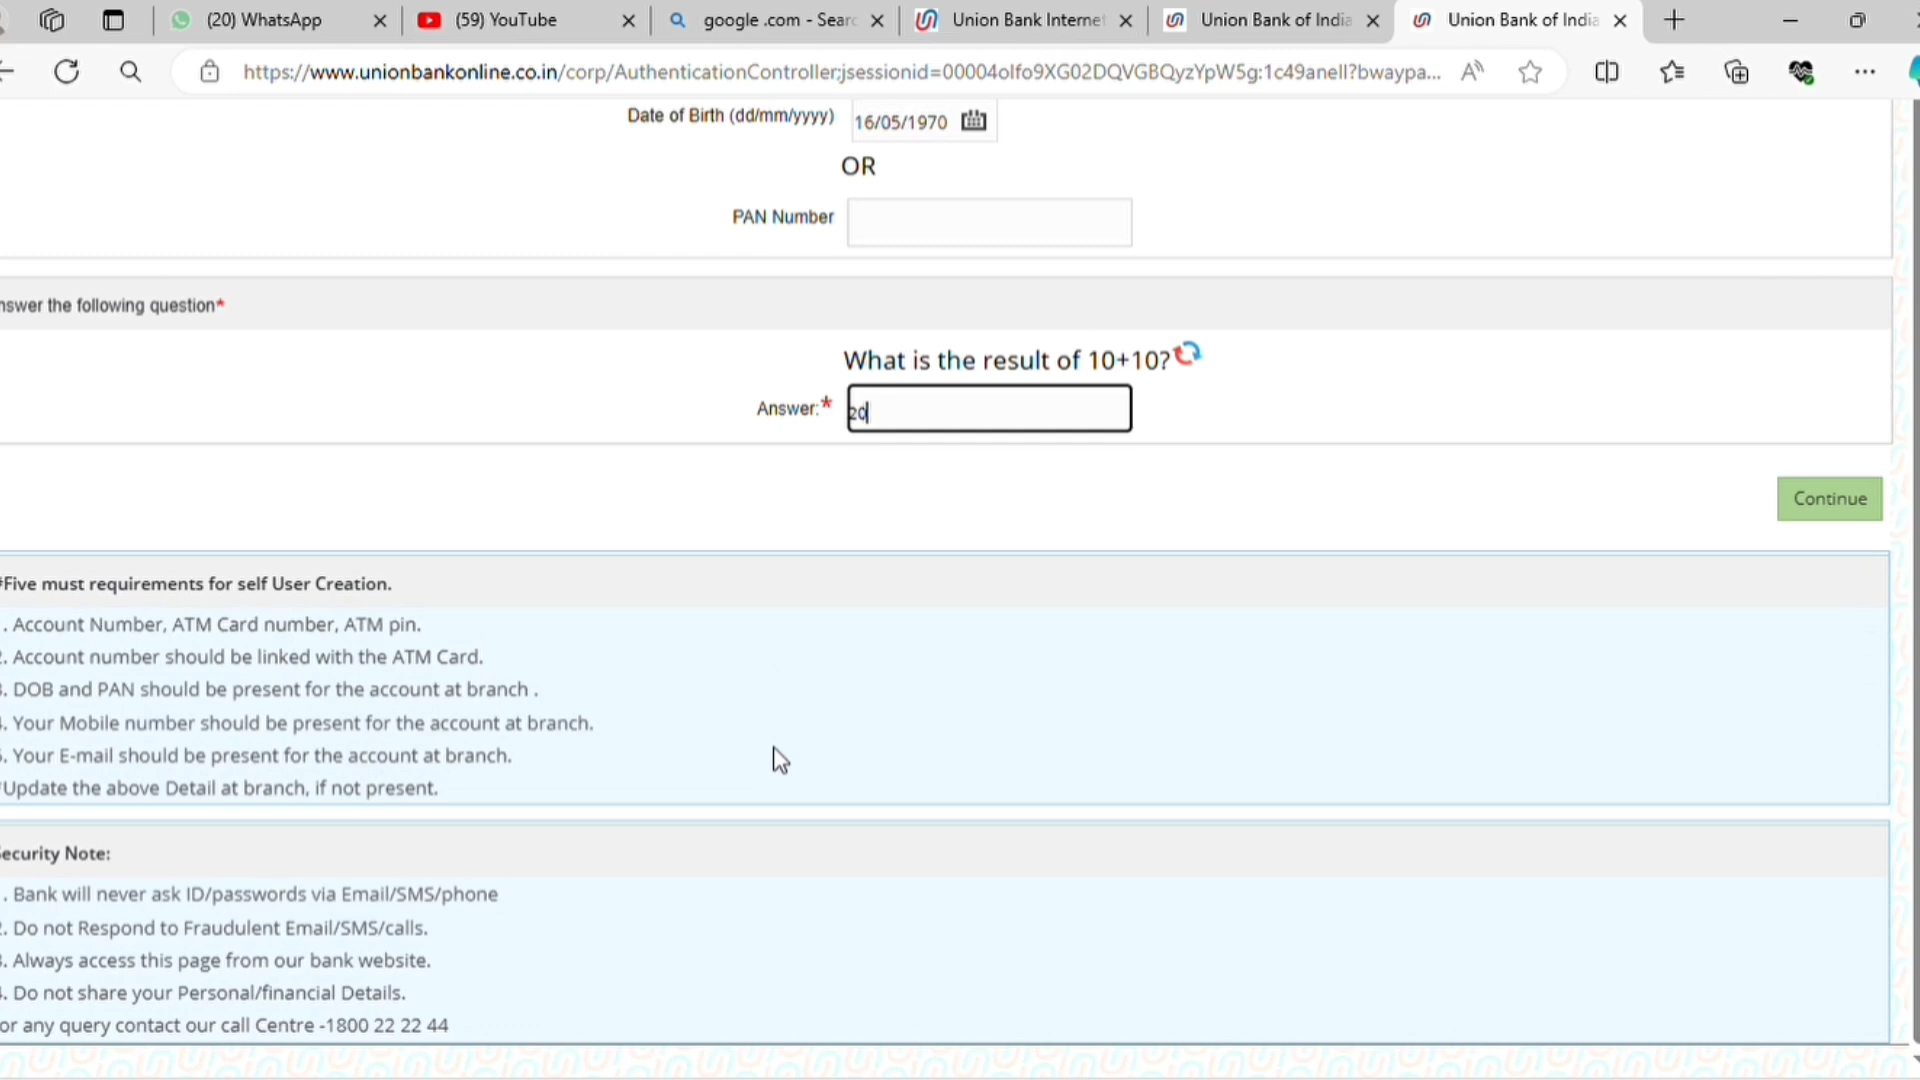 (20) WhatsApp
(59) YouTube
google .com - Searc
Union Bank Internet
Union Bank of India
Union Bank of India
https://www.unionbankonline.co.in/corp/AuthenticationController;jsessionid=00004olfo9XG02DQVGBQyzYpW5g:1c49anell?bwaypa...
Date of Birth (dd/mm/yyyy) 16/05/1970
OR
PAN Number
nswer the following question*
What is the result of 10+10?
Answer:* 20
Continue
#Five must requirements for self User Creation.
. Account Number, ATM Card number, ATM pin.
2. Account number should be linked with the ATM Card.
3. DOB and PAN should be present for the account at branch .
4. Your Mobile number should be present for the account at branch.
5. Your E-mail should be present for the account at branch.
*Update the above Detail at branch, if not present.
Security Note:
. Bank will never ask ID/passwords via Email/SMS/phone
2. Do not Respond to Fraudulent Email/SMS/calls.
3. Always access this page from our bank website.
4. Do not share your Personal/financial Details.
or any query contact our call Centre -1800 22 22 44